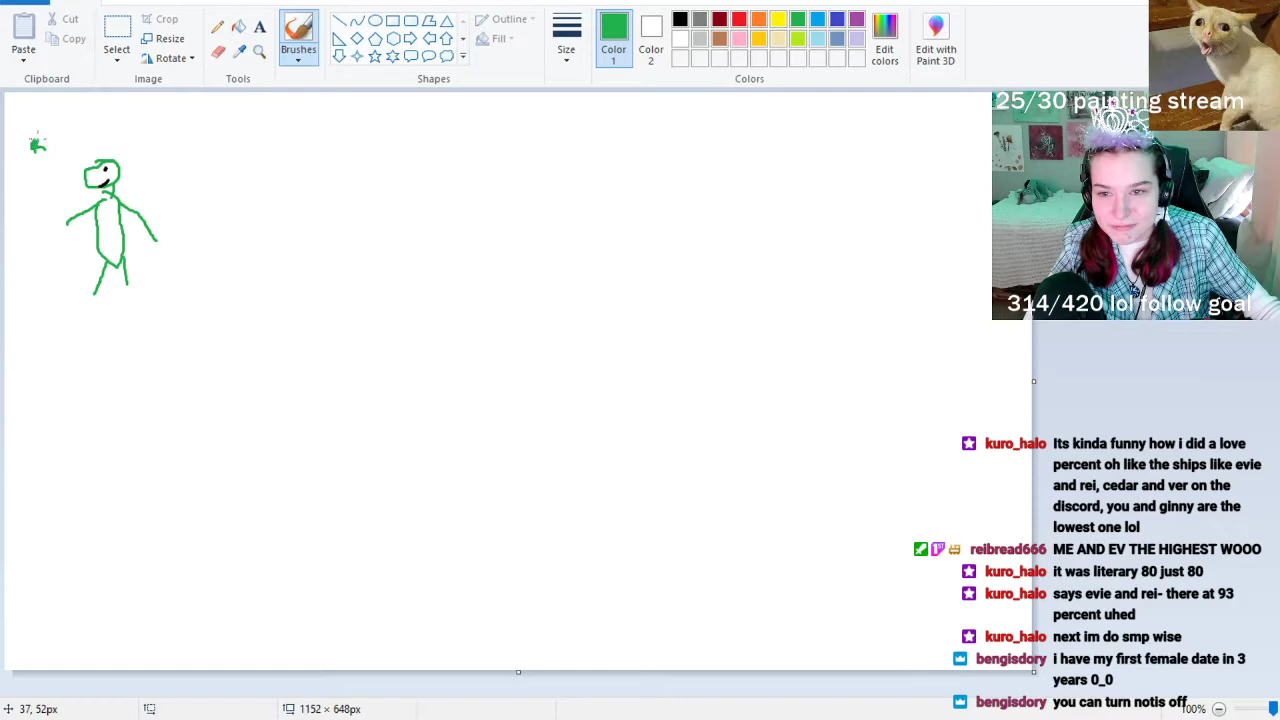 Paste
Cut
Copy
Clipboard
Select
Crop
Resize
Rotate
Image
A
Tools
Brushes
Outline
Fill
Shapes
Size
Color
1
Color
2
Edit
colors
Colors
Edit with
Paint 3D
25/30 painting stream
314/420 lol follow goal
kuro_halo Its kinda funny how i did a love
percent oh like the ships like evie
and rei, cedar and ver on the
discord, you and ginny are the
lowest one lol
reibread666 ME AND EV THE HIGHEST WOOO
kuro_halo it was literary 80 just 80
kuro_halo says evie and rei- there at 93
percent uhed
kuro_halo next im do smp wise
bengisdory i have my first female date in 3
years 0_0
bengisdory you can turn notis off
37, 52px
1152 × 648px
100%